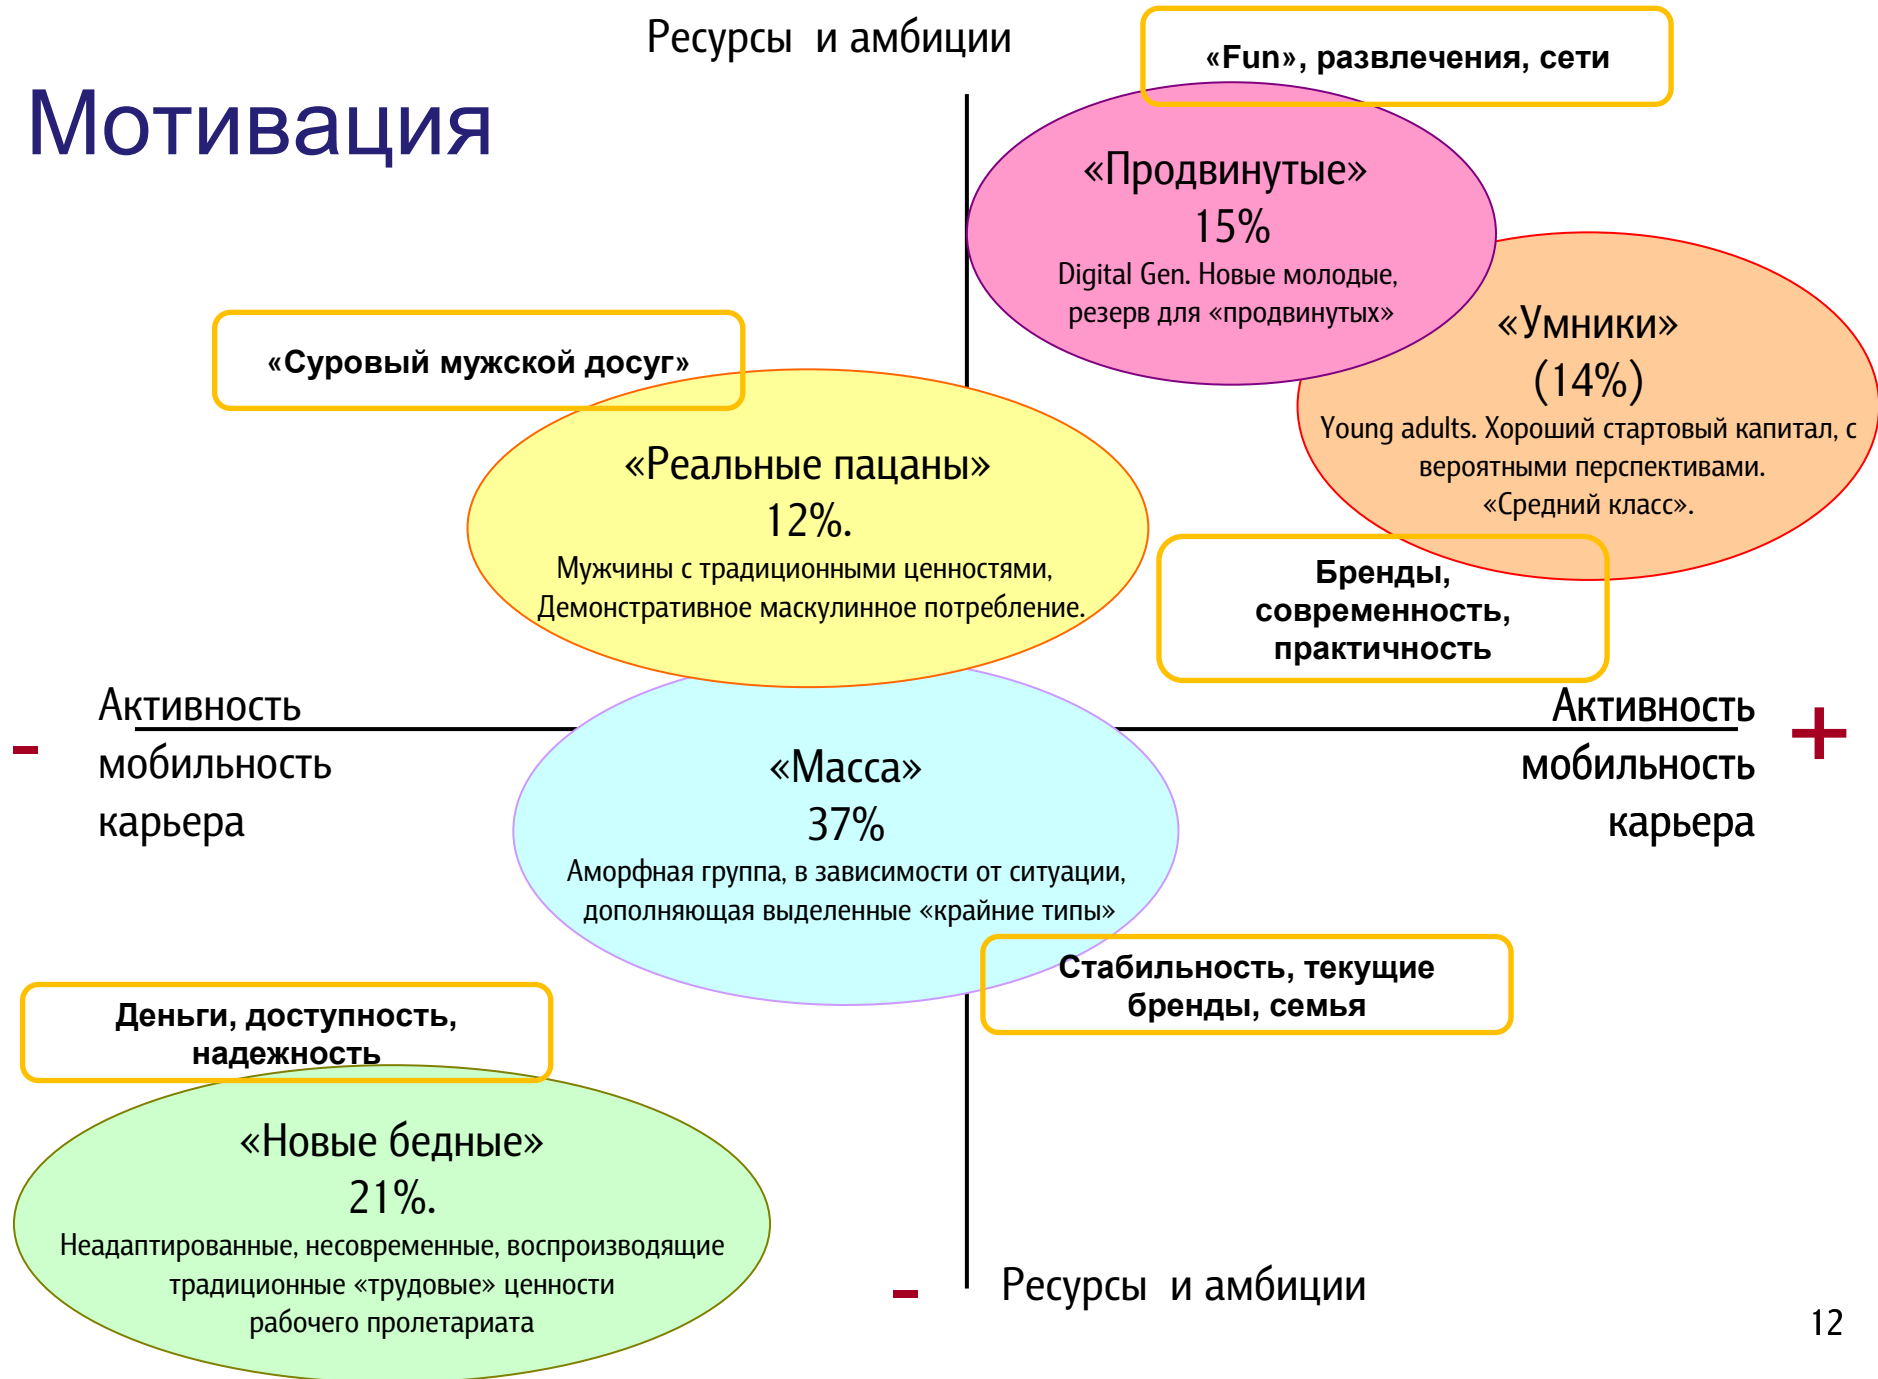 Ресурсы и амбиции
«Fun», развлечения, сети
Мотивация
«Продвинутые»
15%
Digital Gen. Новые молодые,
резерв для «продвинутых»
«Умники»
(14%)
Young adults. Хороший стартовый капитал, с
вероятными перспективами.
«Средний класс».
«Суровый мужской досуг»
«Реальные пацаны»
12%.
Мужчины с традиционными ценностями,
Демонстративное маскулинное потребление.
Бренды,
современность,
практичность
-
Активность
мобильность
карьера
Активность
мобильность
карьера
+
«Масса»
37%
Аморфная группа, в зависимости от ситуации,
дополняющая выделенные «крайние типы»
Стабильность, текущие
бренды, семья
Деньги, доступность,
надежность
«Новые бедные»
21%.
Неадаптированные, несовременные, воспроизводящие
традиционные «трудовые» ценности
рабочего пролетариата
-
Ресурсы и амбиции
12